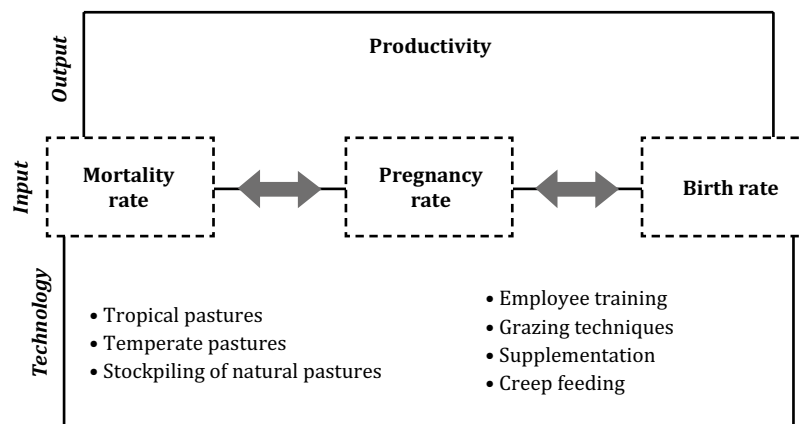 Output
Productivity
Input
Mortality
rate
Pregnancy
rate
Birth rate
Technology
• Tropical pastures
• Temperate pastures
• Stockpiling of natural pastures
• Employee training
• Grazing techniques
• Supplementation
• Creep feeding